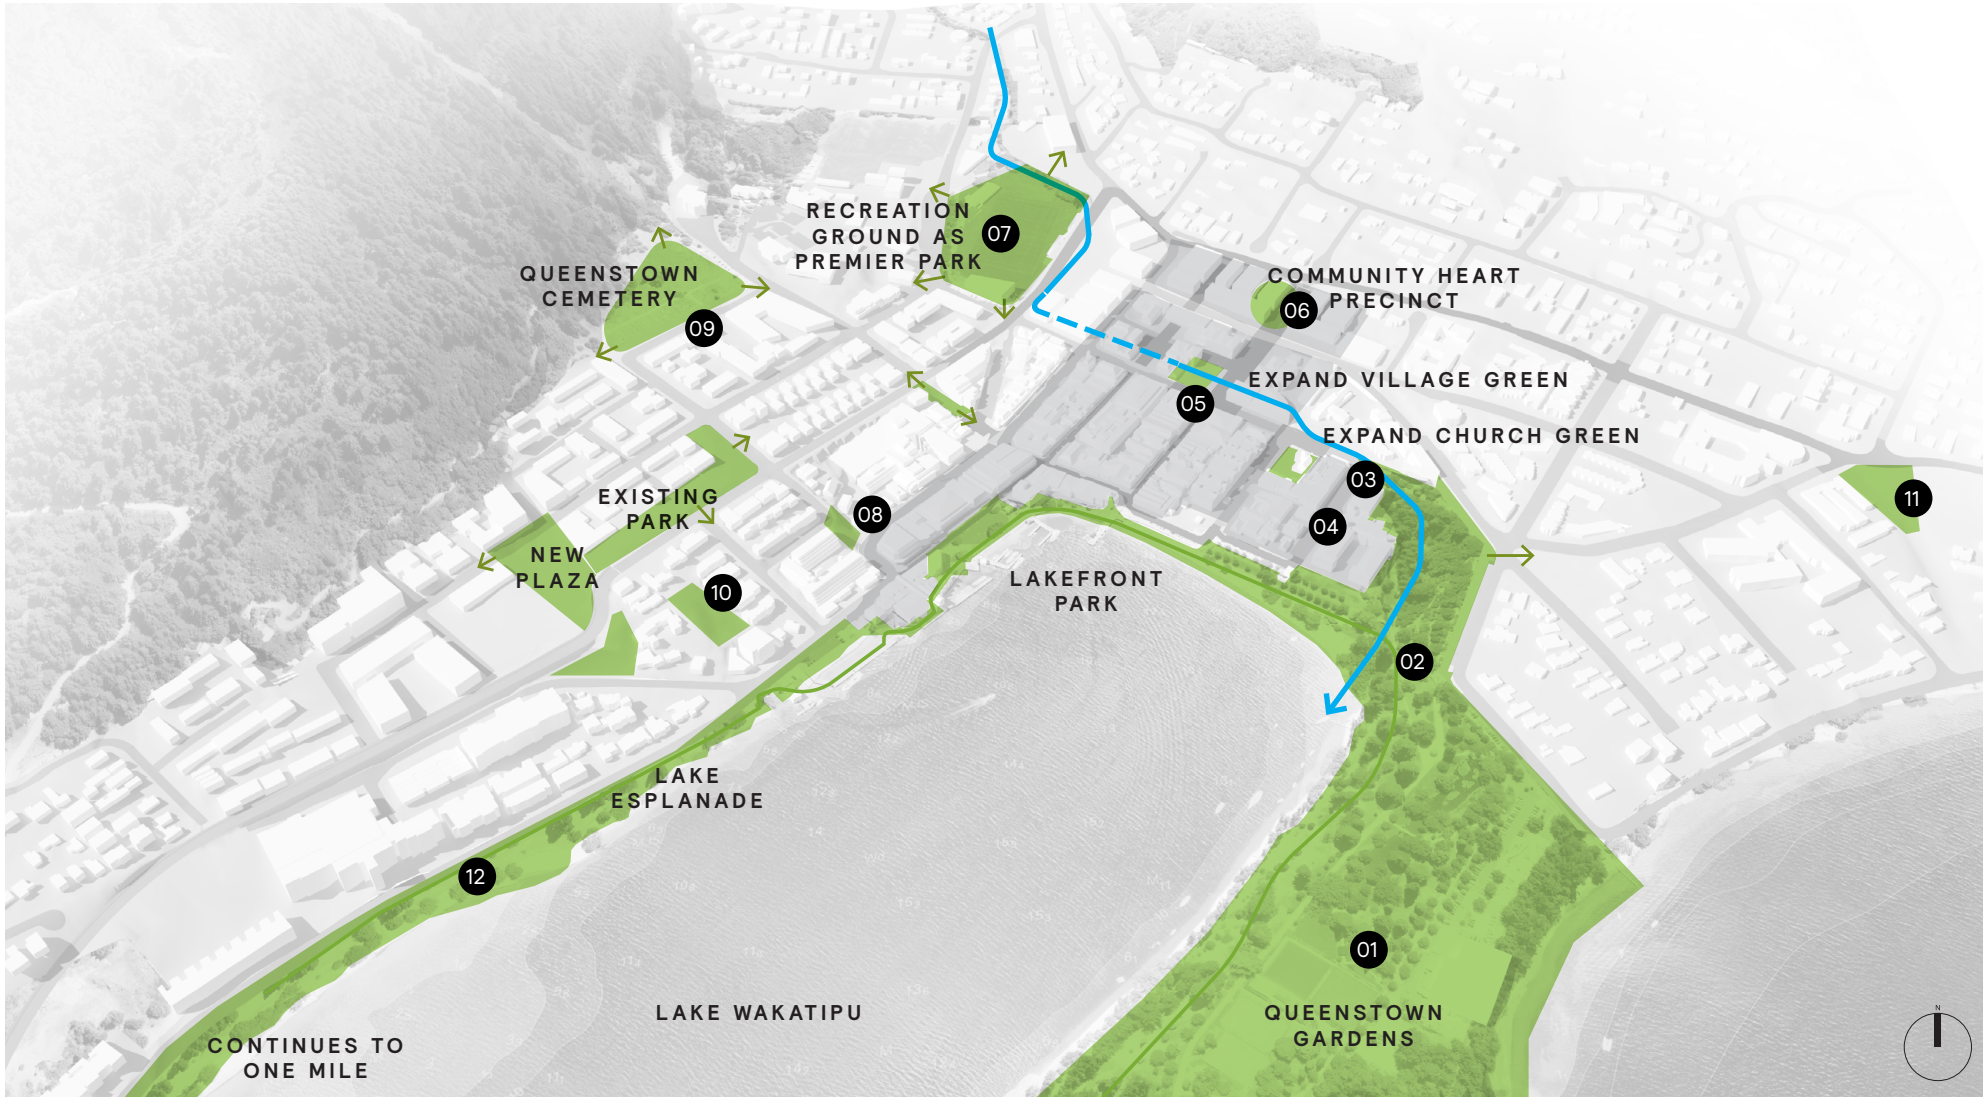 RECREATION
GROUND AS
PREMIER PARK
07
QUEENSTOWN
CEMETERY
09
COMMUNITY HEART
PRECINCT
06
EXPAND VILLAGE GREEN
05
EXPAND CHURCH GREEN
03
04
11
EXISTING
PARK
08
NEW
PLAZA
10
LAKEFRONT
PARK
02
LAKE
ESPLANADE
12
01
LAKE WAKATIPU
QUEENSTOWN
GARDENS
CONTINUES TO
ONE MILE
N